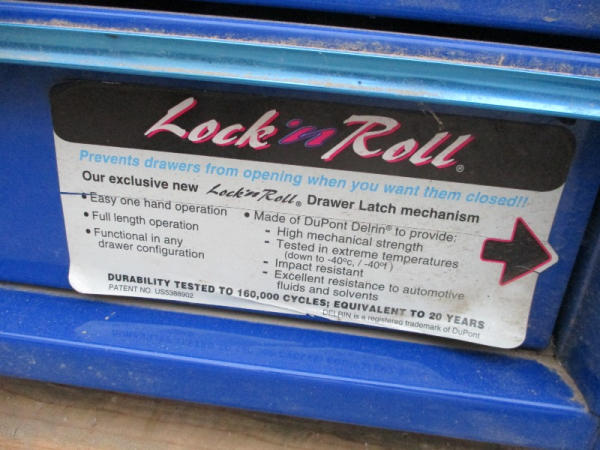 Lock 'n Roll®
Prevents drawers from opening when you want them closed!!
Our exclusive new Lock 'n Roll® Drawer Latch mechanism
• Easy one hand operation
• Full length operation
• Functional in any
drawer configuration
• Made of DuPont Delrin® to provide:
- High mechanical strength
- Tested in extreme temperatures
(down to -40ºC, / -40ºf)
- Impact resistant
- Excellent resistance to automotive
fluids and solvents
DURABILITY TESTED TO 160,000 CYCLES; EQUIVALENT TO 20 YEARS
PATENT NO. US5388902
DELRIN is a registered trademark of DuPont